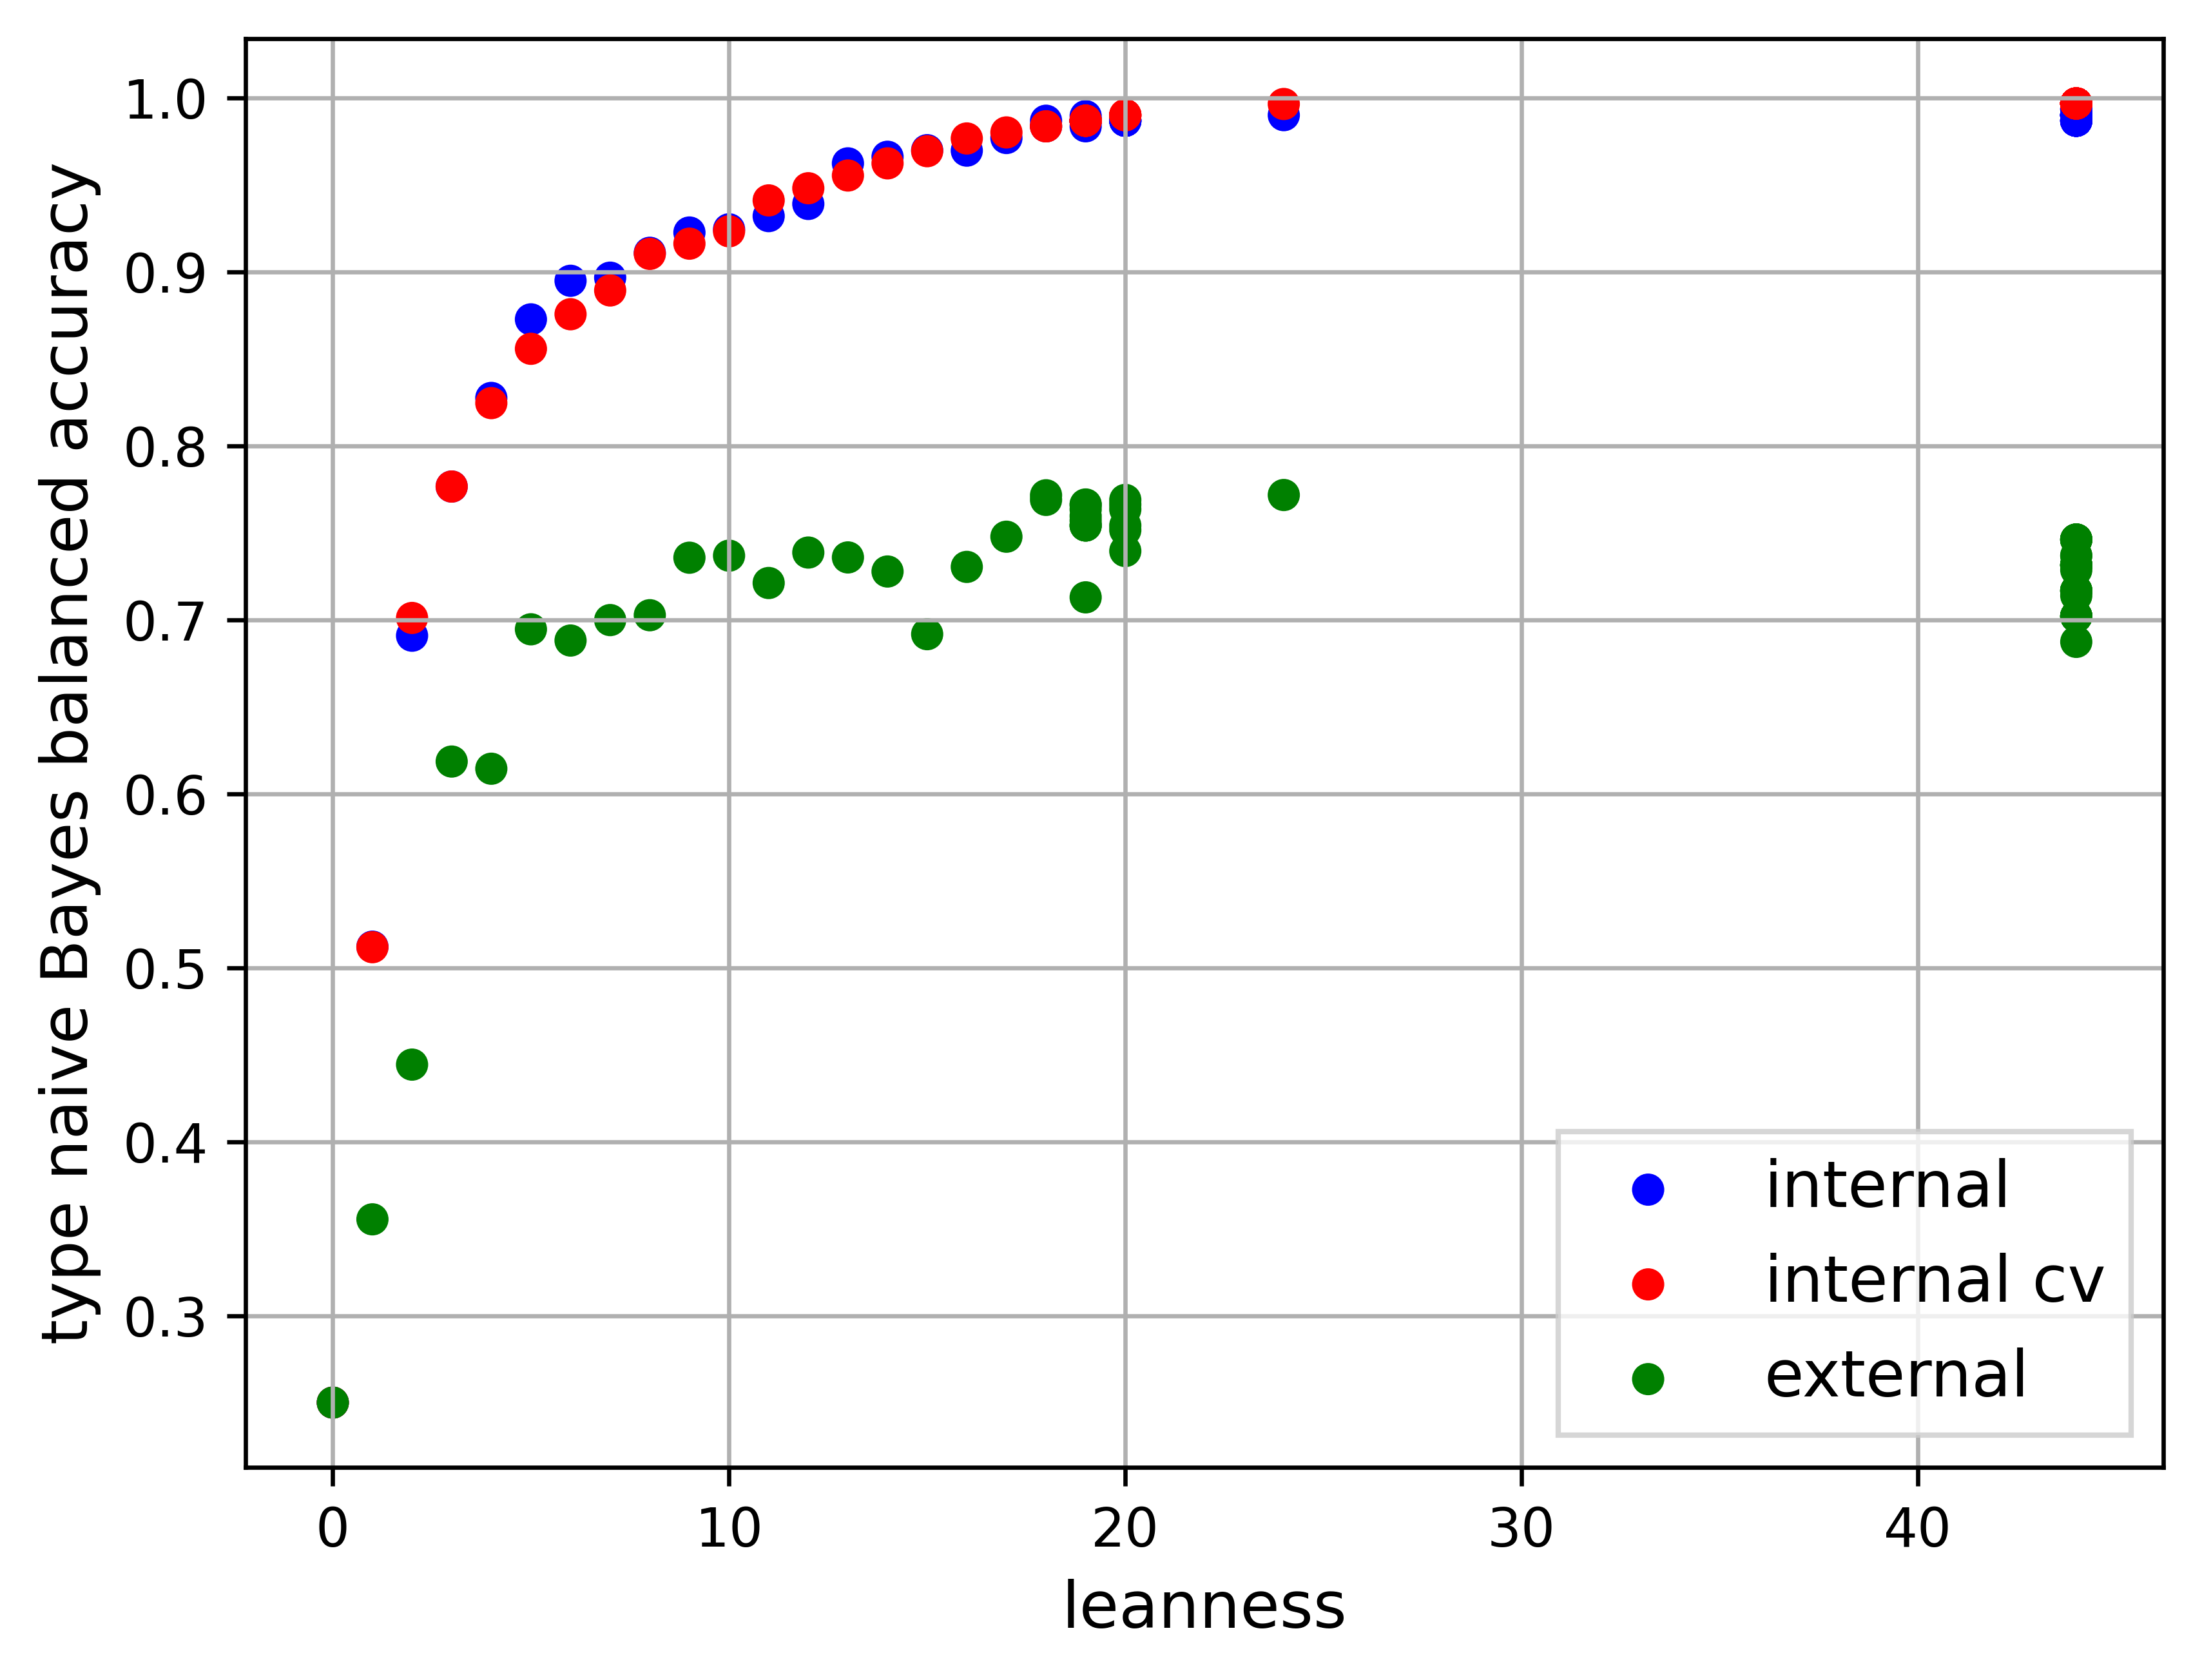 type naive Bayes balanced accuracy
1.0
0.9
0.8
0.7
0.6
0.5
0.4
0.3
internal
internal cv
external
0 10 20 30 40
leanness